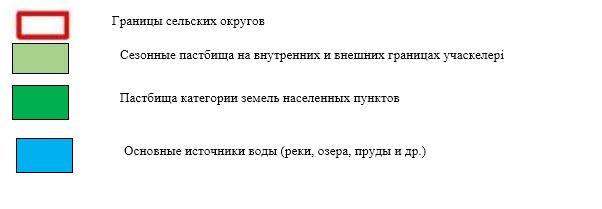 Границы сельских округов
Сезонные пастбища на внутренних и внешних границах учаскелері
Пастбища категории земель населенных пунктов
Основные источники воды (реки, озера, пруды и др.)